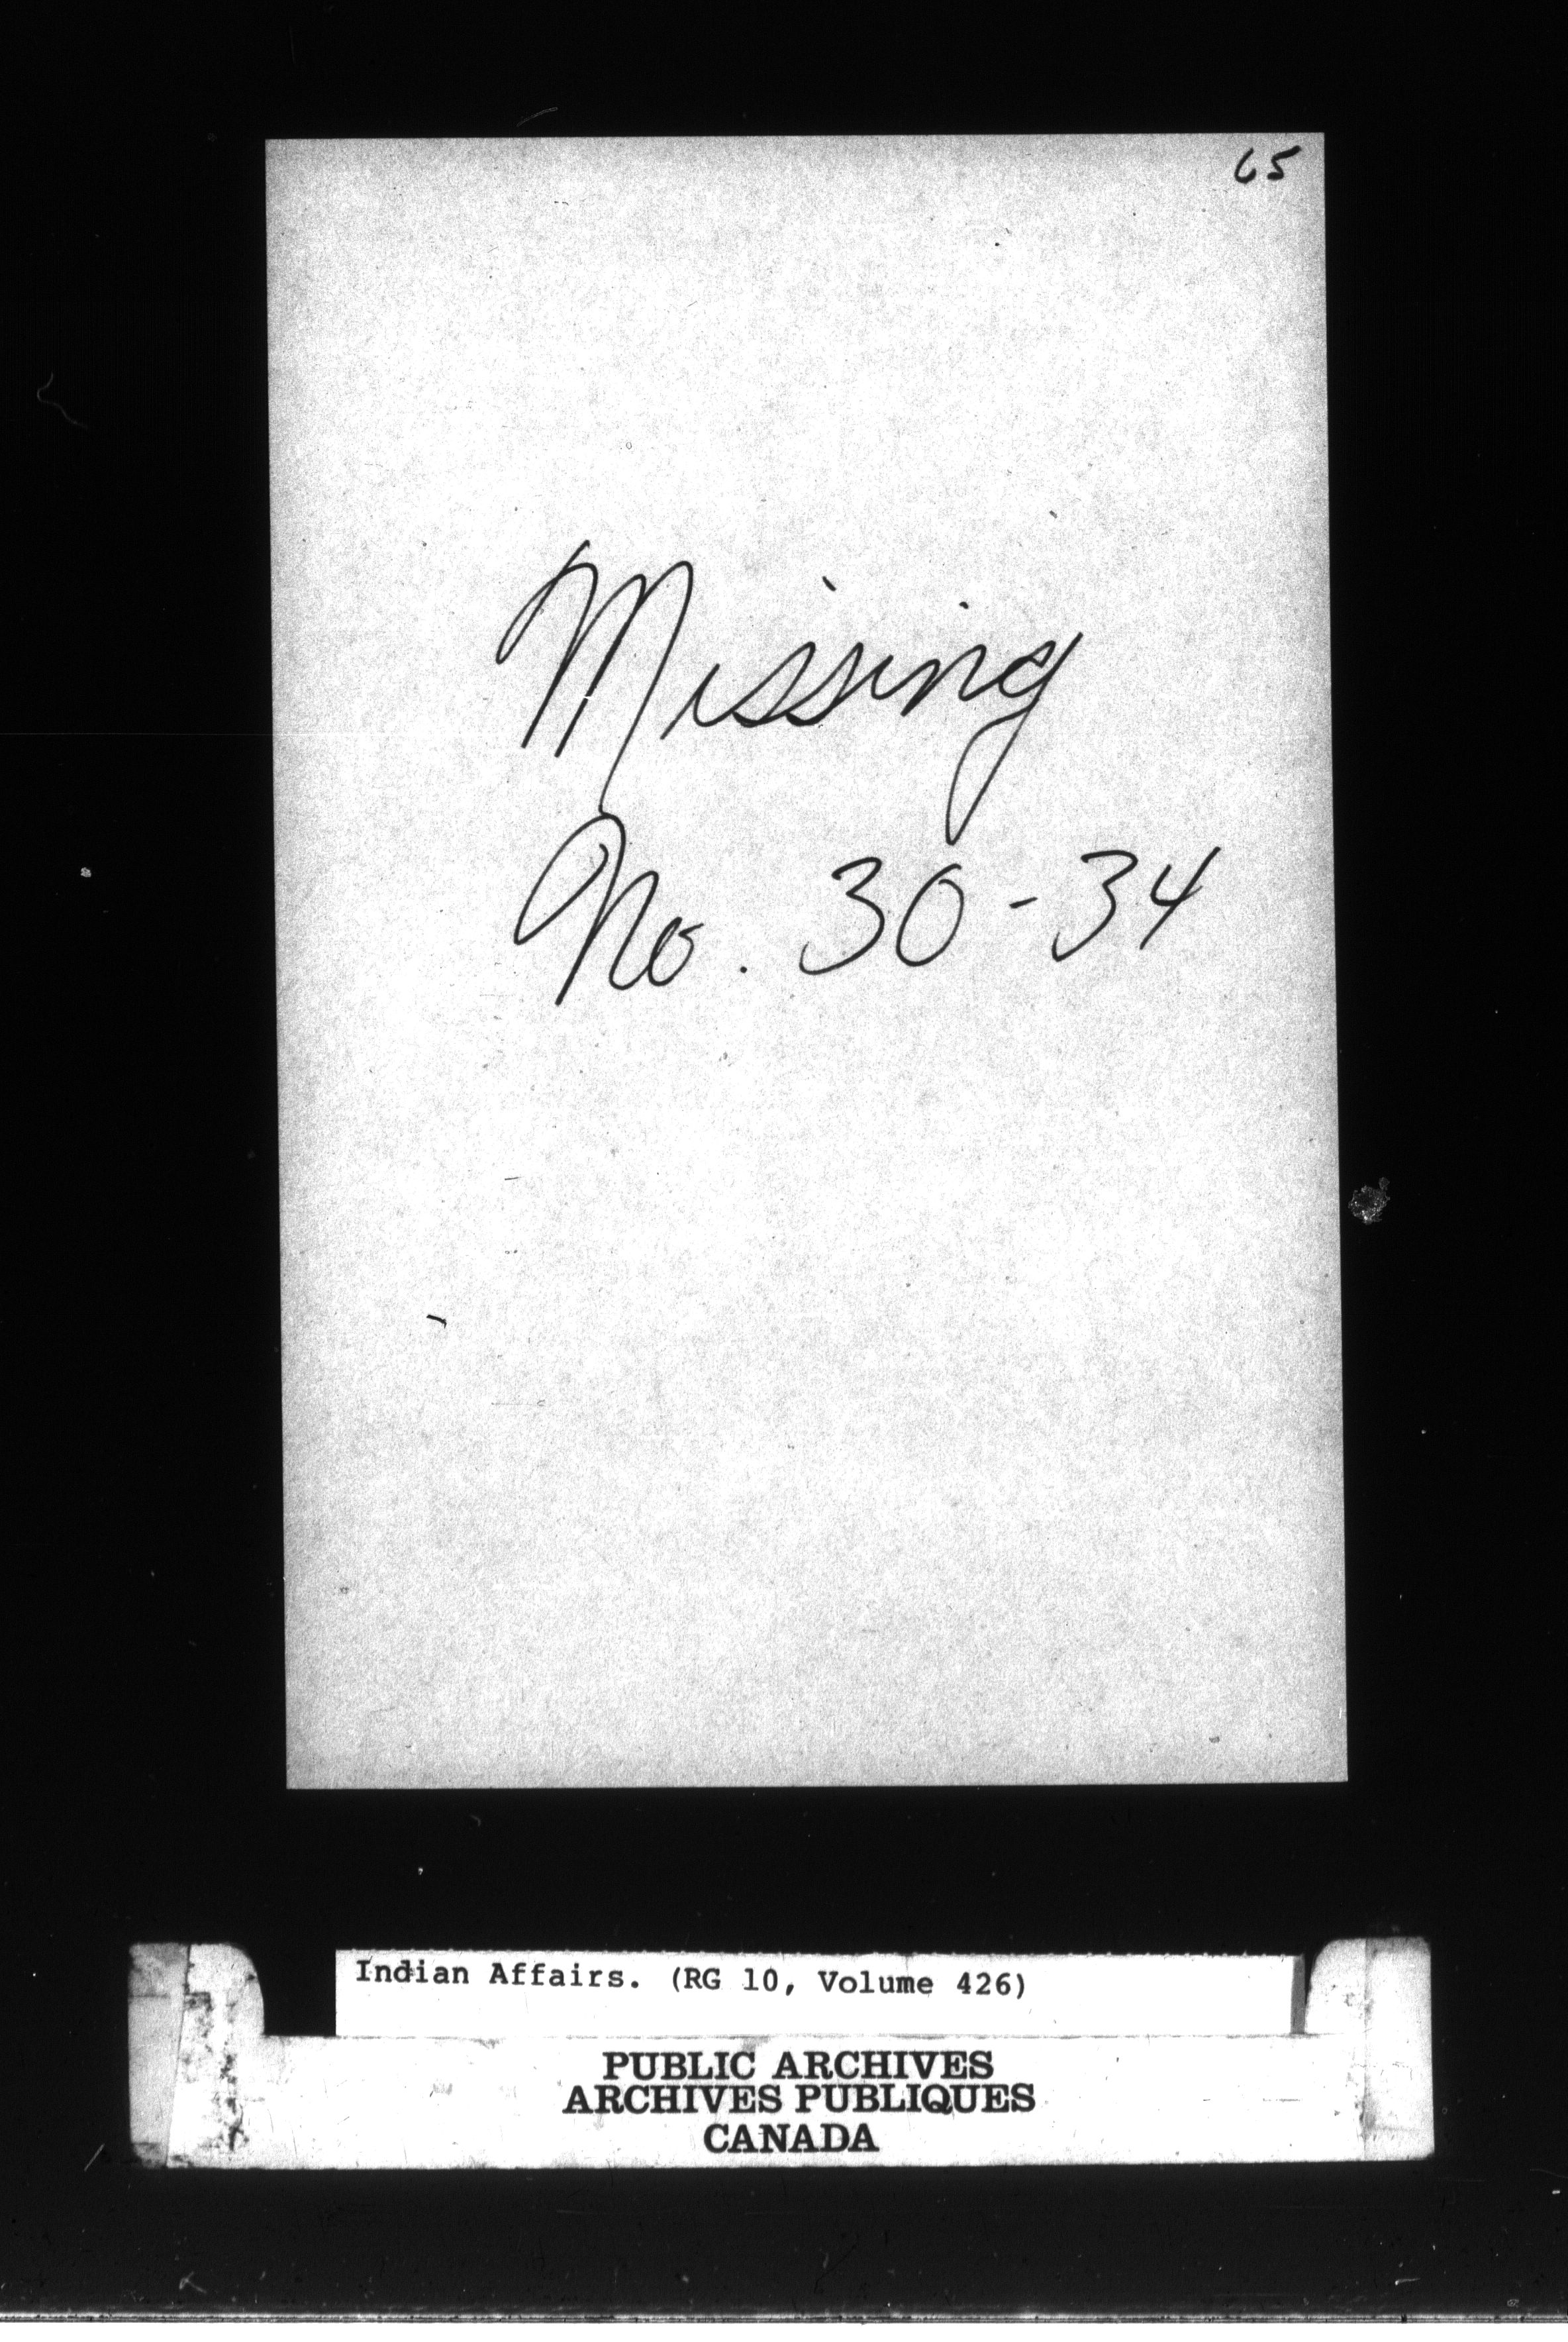 65
Missing
No. 30-34
Indian Affairs. (RG 10, Volume 426)
PUBLIC ARCHIVES
ARCHIVES PUBLIQUES
CANADA